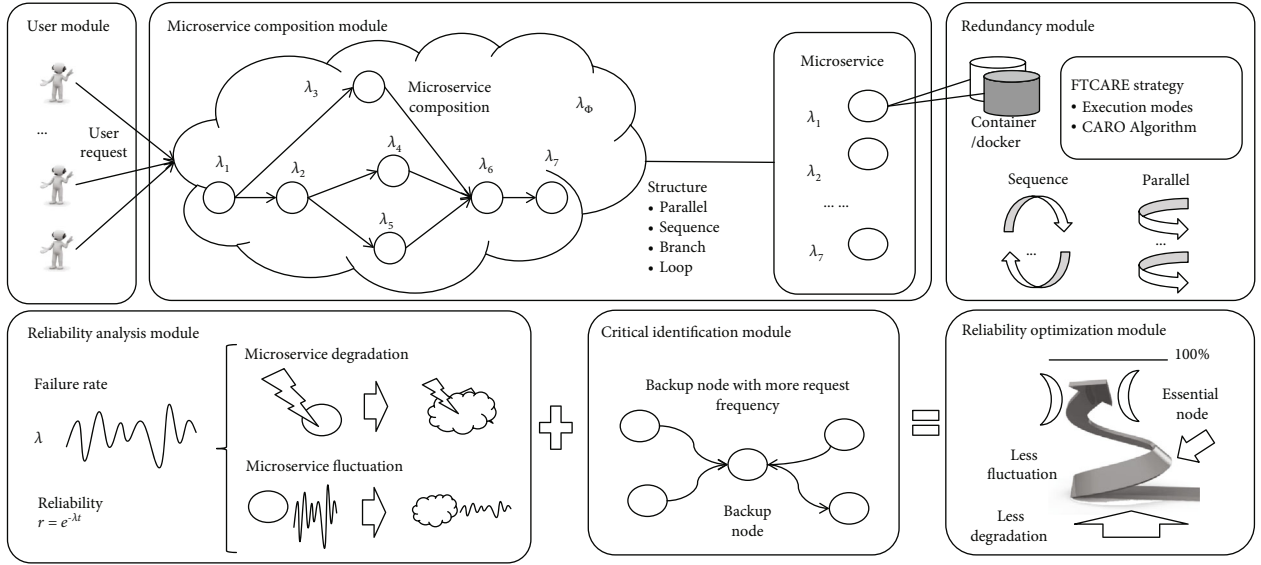 User module
...
User
request
Microservice composition module
λ3
Microservice
composition
λΦ
λ1
λ2
λ4
λ5
λ6
λ7
Structure
• Parallel
• Sequence
• Branch
• Loop
Microservice
λ1
λ2
... ...
λ7
Redundancy module
Container
/docker
FTCARE strategy
• Execution modes
• CARO Algorithm
Sequence
...
Parallel
...
Reliability analysis module
Failure rate
λ
Reliability
r = e^-λt
Microservice degradation
Microservice fluctuation
Critical identification module
Backup node with more request
frequency
Backup
node
Reliability optimization module
100%
Essential
node
Less
fluctuation
Less
degradation